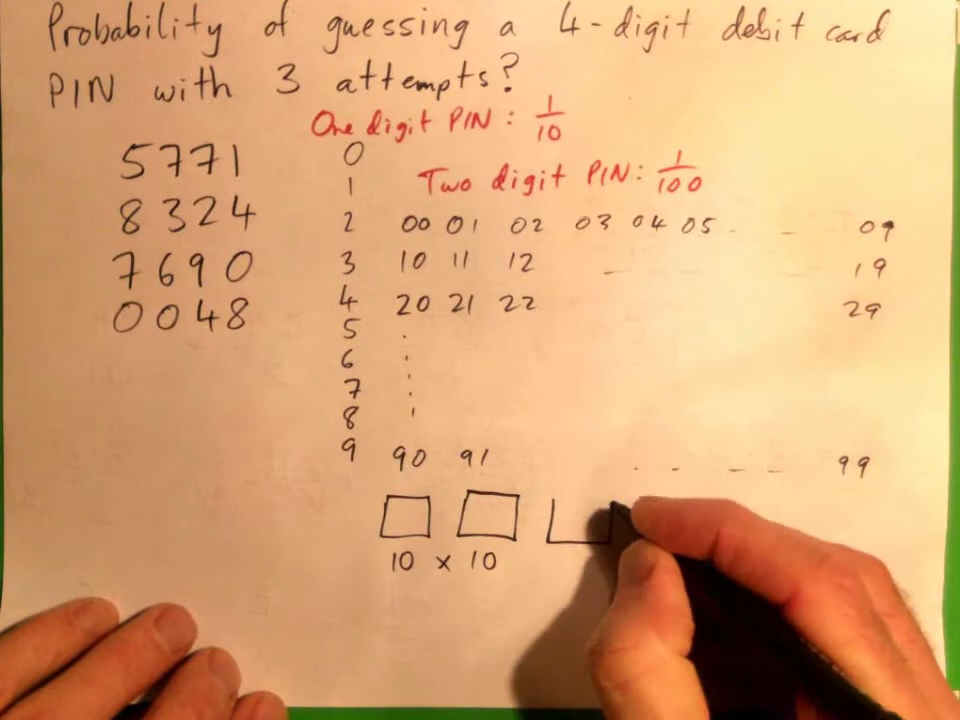 Probability of guessing a 4-digit debit card
PIN with 3 attempts?
One digit PIN: 1/10
Two digit PIN: 1/100
5771
8324
7690
0048
0
1
2 00 01 02 03 04 05 . _ 09
3 10 11 12 _ _ 19
4 20 21 22 29
5
6
7
8
9 90 91 . - - - 99
10 x 10